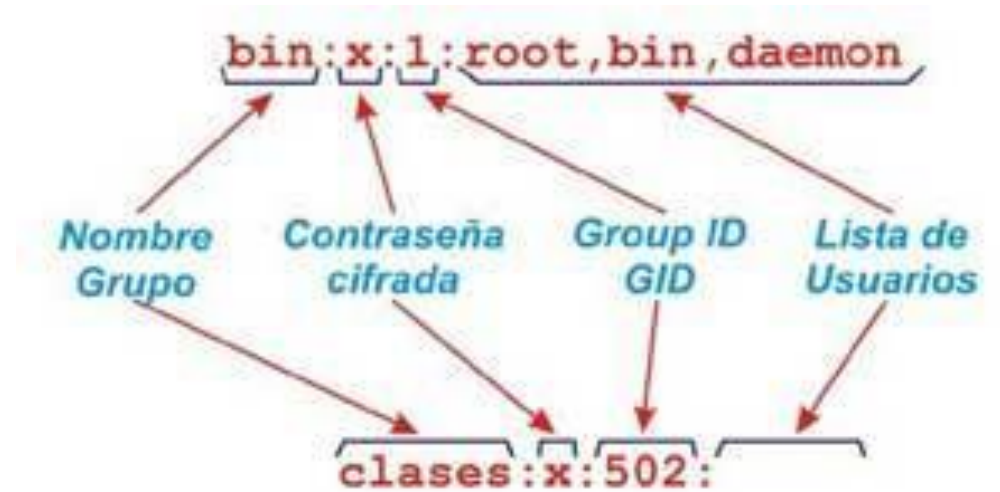 bin:x:1:root,bin,daemon
Nombre Grupo
Contraseña cifrada
Group ID GID
Lista de Usuarios
clases:x:502: